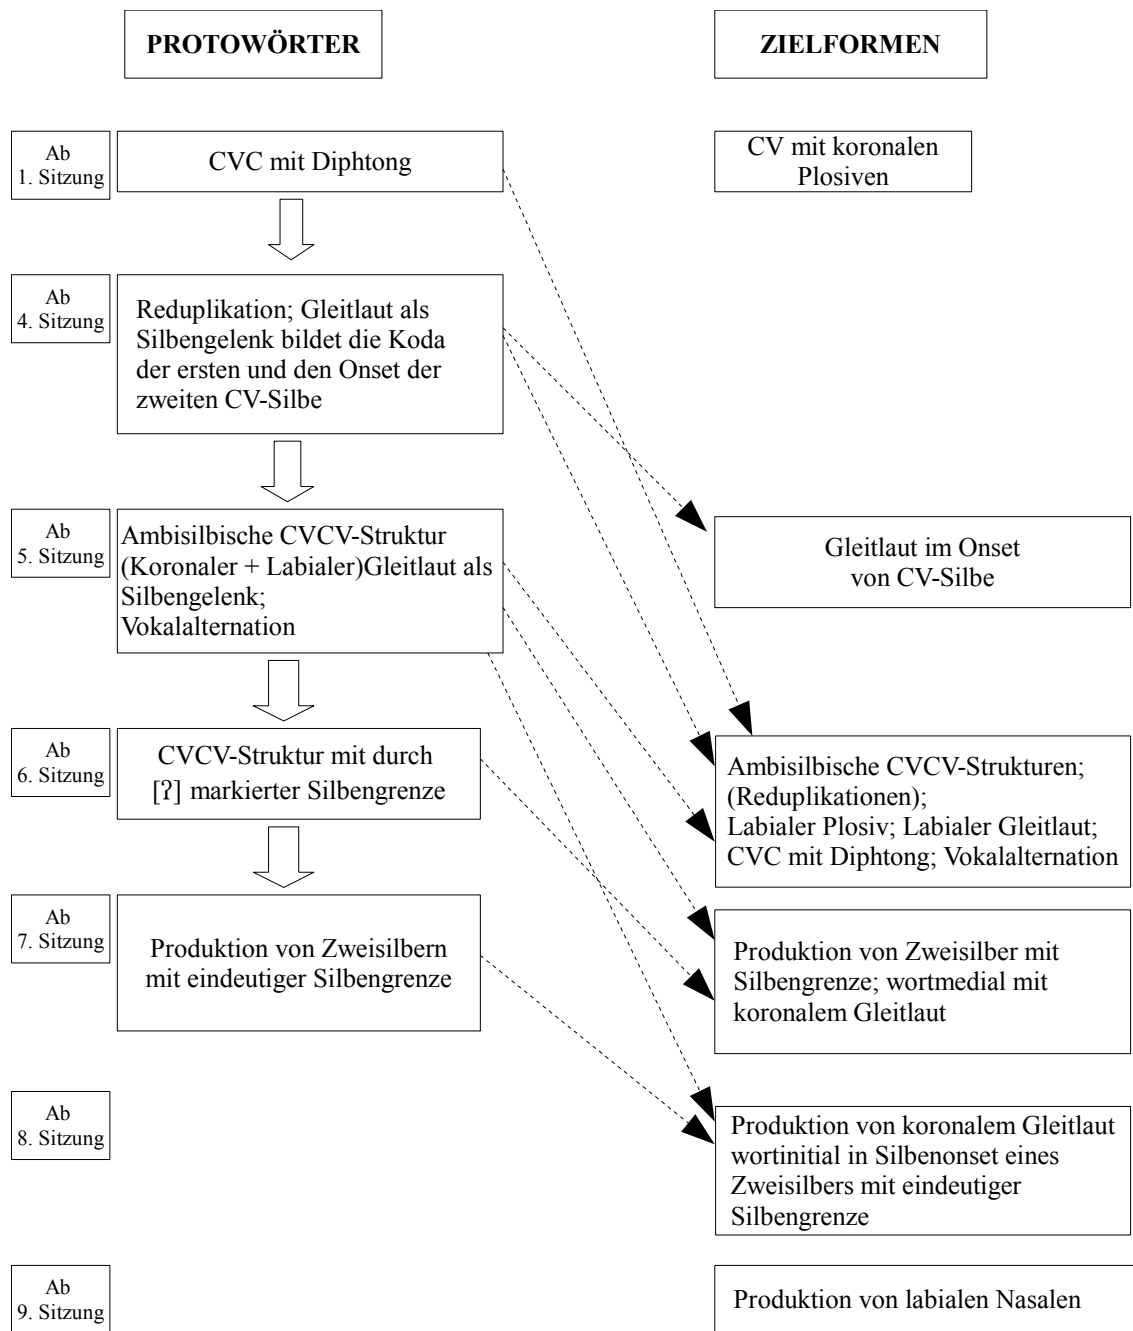 PROTOWÖRTER
ZIELFORMEN
Ab
1. Sitzung
CVC mit Diphtong
CV mit koronalen
Plosiven
Ab
4. Sitzung
Reduplikation; Gleitlaut als
Silbengelenk bildet die Koda
der ersten und den Onset der
zweiten CV-Silbe
Ab
5. Sitzung
Ambisilbische CVCV-Struktur
(Koronaler + Labialer)Gleitlaut als
Silbengelenk;
Vokalalternation
Gleitlaut im Onset
von CV-Silbe
Ab
6. Sitzung
CVCV-Struktur mit durch
[ʔ] markierter Silbengrenze
Ambisilbische CVCV-Strukturen;
(Reduplikationen);
Labialer Plosiv; Labialer Gleitlaut;
CVC mit Diphtong; Vokalalternation
Ab
7. Sitzung
Produktion von Zweisilbern
mit eindeutiger Silbengrenze
Produktion von Zweisilber mit
Silbengrenze; wortmedial mit
koronalem Gleitlaut
Ab
8. Sitzung
Produktion von koronalem Gleitlaut
wortinitial in Silbenonset eines
Zweisilbers mit eindeutiger
Silbengrenze
Ab
9. Sitzung
Produktion von labialen Nasalen